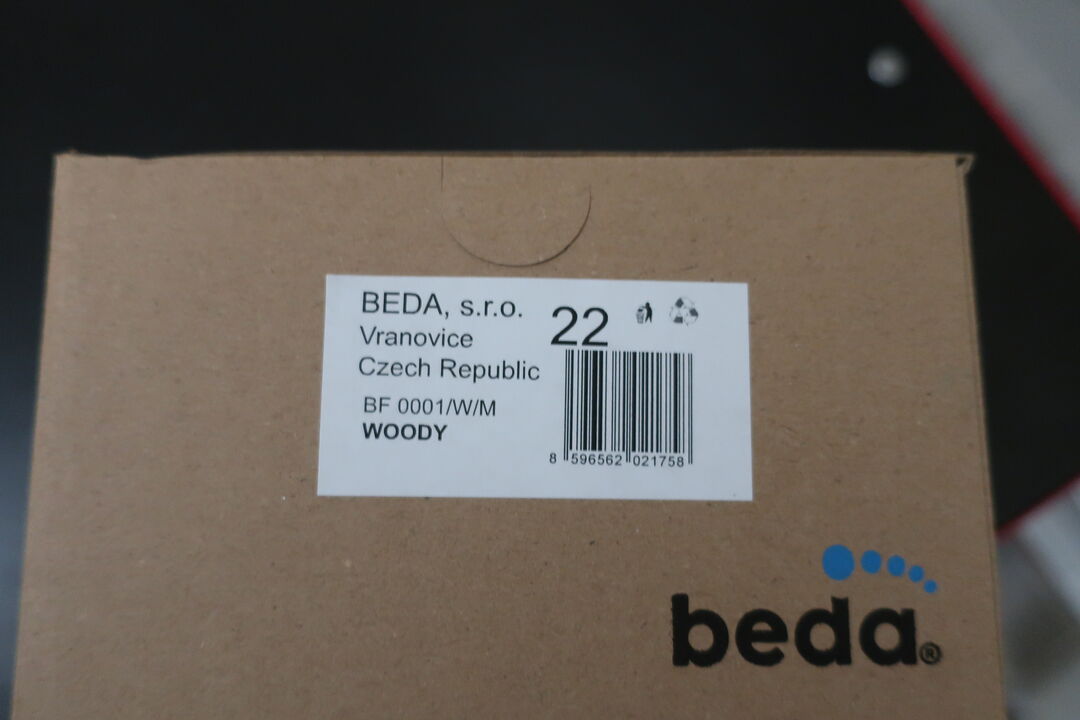 BEDA, s.r.o.
Vranovice
Czech Republic
22
BF 0001/W/M
WOODY
8 596562 021758
beda®